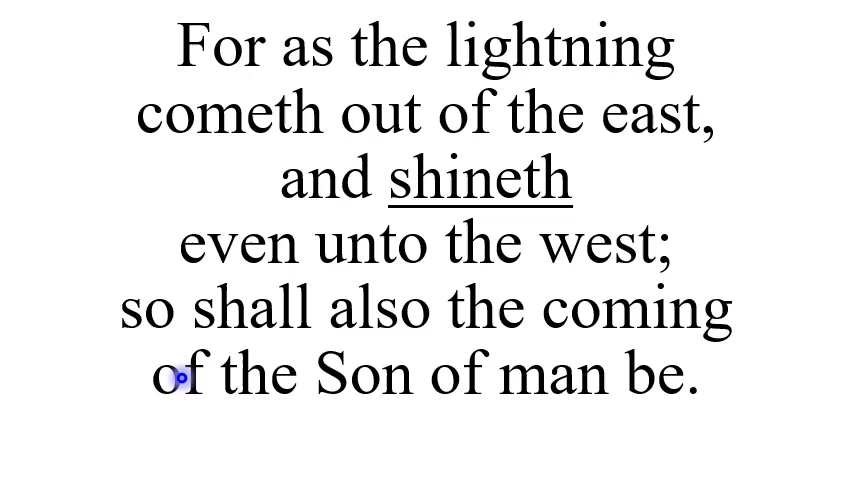 For as the lightning
cometh out of the east,
and shineth
even unto the west;
so shall also the coming
of the Son of man be.